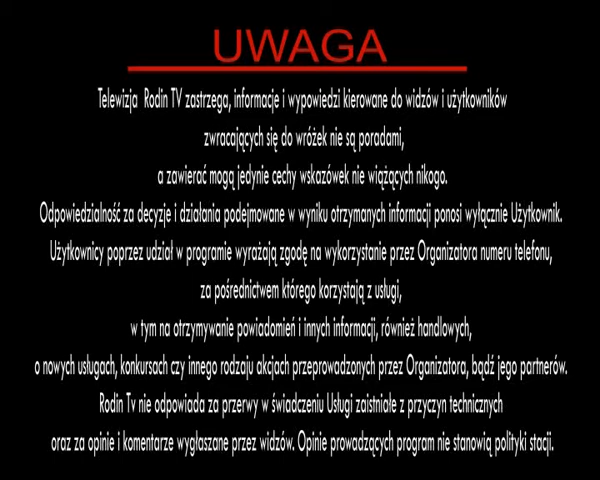 UWAGA
Telewizja Rodin TV zastrzega, informacje i wypowiedzi kierowane do widzów i użytkowników
zwracających się do wróżek nie są poradami,
a zawierać mogą jedynie cechy wskazówek nie wiążących nikogo.
Odpowiedzialność za decyzje i działania podejmowane w wyniku otrzymanych informacji ponosi wyłącznie Użytkownik.
Użytkownicy poprzez udział w programie wyrażają zgodę na wykorzystanie przez Organizatora numeru telefonu,
za pośrednictwem którego korzystają z usługi,
w tym na otrzymywanie powiadomień i innych informacji, również handlowych,
o nowych usługach, konkursach czy innego rodzaju akcjach przeprowadzonych przez Organizatora, bądź jego partnerów.
Rodin Tv nie odpowiada za przerwy w świadczeniu Usługi zaistniałe z przyczyn technicznych
oraz za opinie i komentarze wygłaszane przez widzów. Opinie prowadzących program nie stanowią polityki stacji.